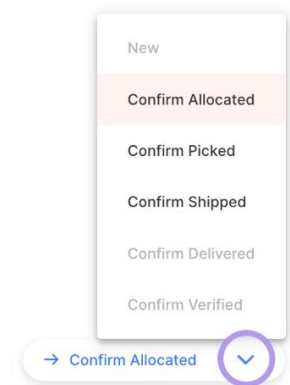 New
Confirm Allocated
Confirm Picked
Confirm Shipped
Confirm Delivered
Confirm Verified
→ Confirm Allocated